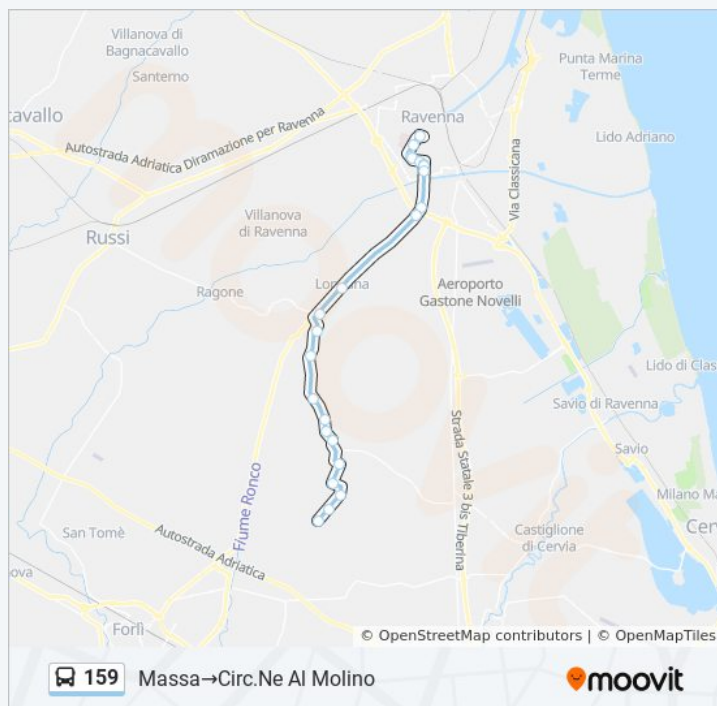 Villanova di
Bagnacavallo
Santerno
cavallo
Punta Marina
Terme
Ravenna
Autostrada Adriatica Diramazione per Ravenna
Lido Adriano
Via Classicana
Villanova
di Ravenna
Russi
Ragone
Longana
Aeroporto
Gastone Novelli
Lido di Clas
Savio di Ravenna
Strada Statale 3 bis Tiberina
Savio
Fiume Ronco
Milano Ma
San Tomè
Autostrada Adriatica
Castiglione
di Cervia
Cer
ova
Forlì
© OpenStreetMap contributors | © OpenMapTiles
159 Massa→Circ.Ne Al Molino
moovit